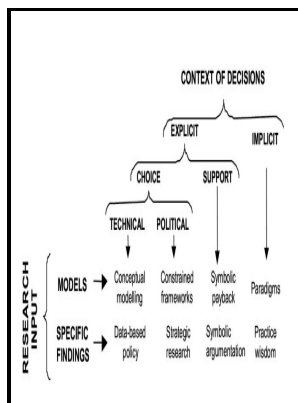 CONTEXT OF DECISIONS
EXPLICIT
IMPLICIT
CHOICE
SUPPORT
TECHNICAL POLITICAL
RESEARCH
INPUT
MODELS
Conceptual
modelling
Constrained
frameworks
Symbolic
payback
Paradigms
SPECIFIC
FINDINGS
Data-based
policy
Strategic
research
Symbolic
argumentation
Practice
wisdom